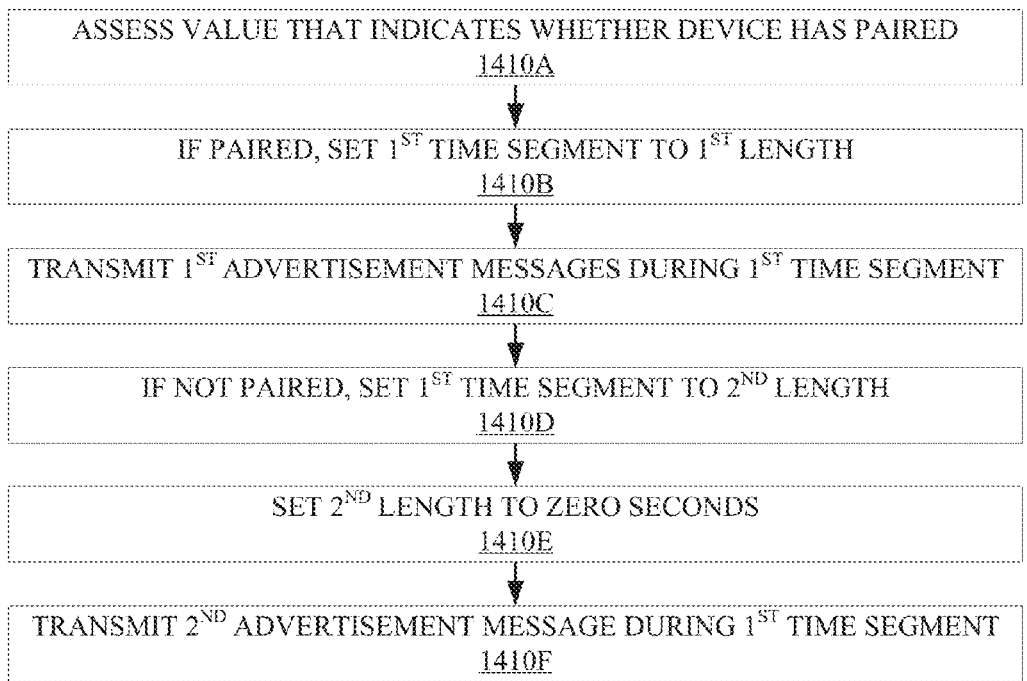 ASSESS VALUE THAT INDICATES WHETHER DEVICE HAS PAIRED
1410A
IF PAIRED, SET 1ST TIME SEGMENT TO 1ST LENGTH
1410B
TRANSMIT 1ST ADVERTISEMENT MESSAGES DURING 1ST TIME SEGMENT
1410C
IF NOT PAIRED, SET 1ST TIME SEGMENT TO 2ND LENGTH
1410D
SET 2ND LENGTH TO ZERO SECONDS
1410E
TRANSMIT 2ND ADVERTISEMENT MESSAGE DURING 1ST TIME SEGMENT
1410F